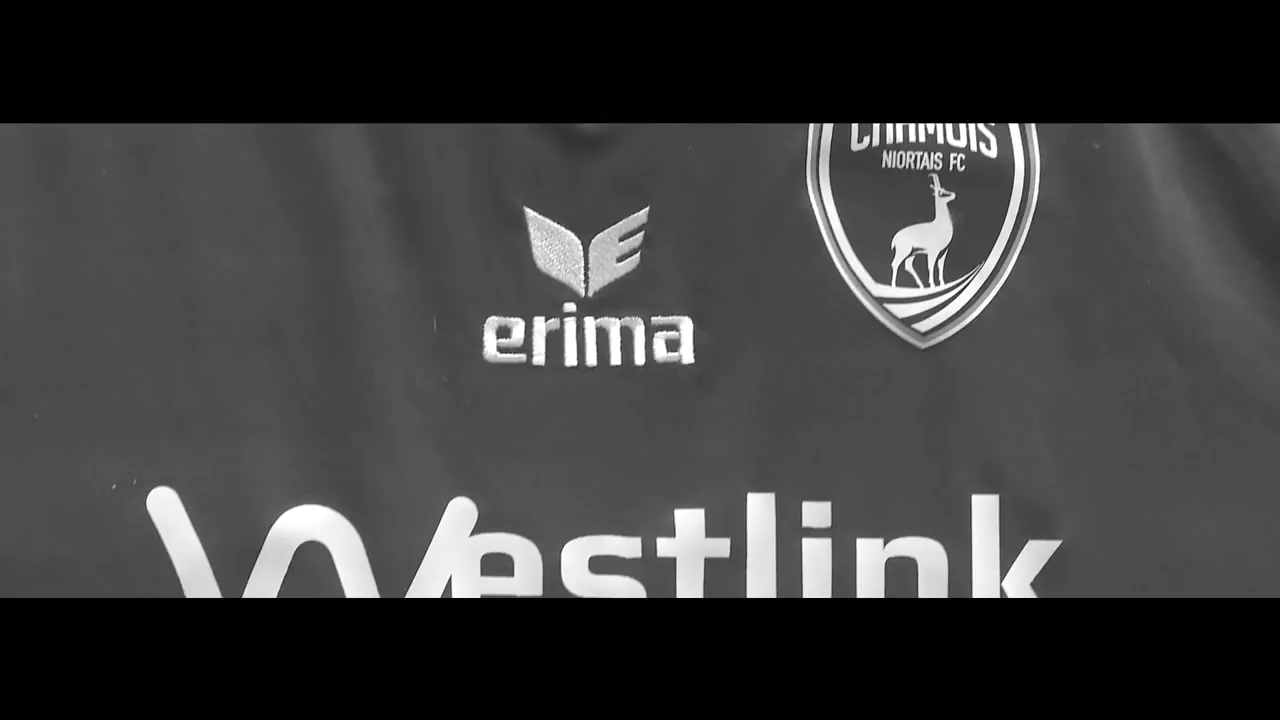 CHAMOIS
NIORTAIS FC
E
erima
Westlink